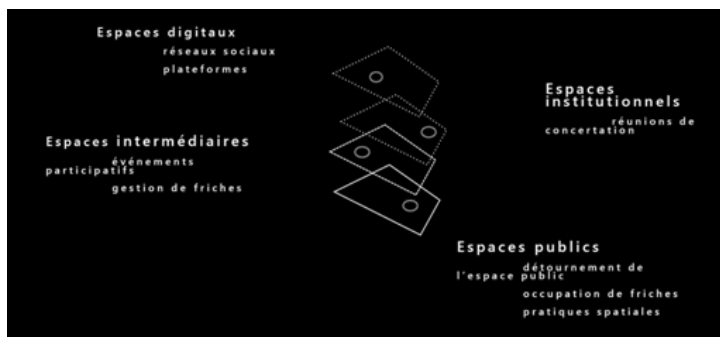 Espaces digitaux
réseaux sociaux
plateformes
Espaces
institutionnels
réunions de
concertation
Espaces intermédiaires
événements
participatifs
gestion de friches
Espaces publics
détournement de
l'espace public
occupation de friches
pratiques spatiales